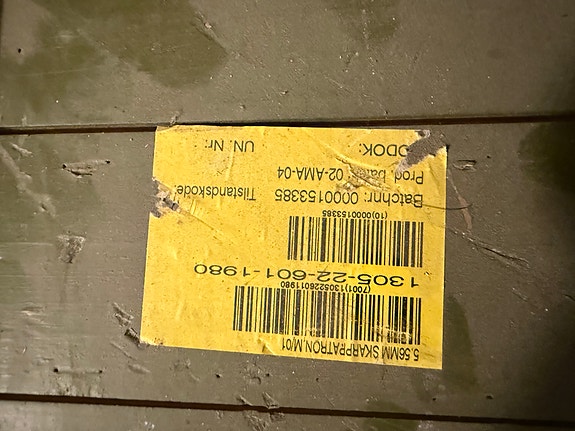 5.56MM SKARPPATRON,M/01
(7001)1305226011980
1305-22-601-1980
(10)0000153385
Batchnr: 0000153385 Tilstandskode:
Prod. batch: 02-AMA-04
UN. Nr: